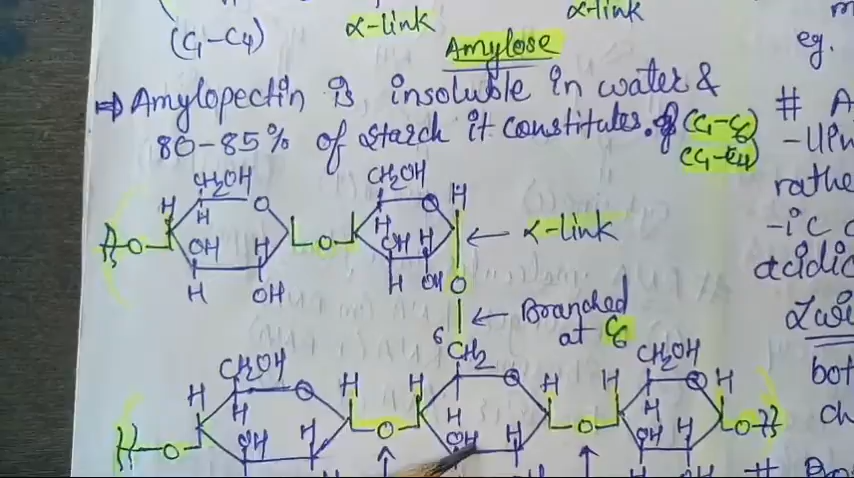 (C₁-C₄)
α-link
α-link
Amylose
⇒ Amylopectin is insoluble in water &
80-85% of starch it constitutes. (C₁-C₆)
(C₁-C₄)
CH₂OH
CH₂OH
H
O
O
H
H
H
O
OH
H
O
OH
H
← α-link
H
OH
H
OH
O
← Branched
at C₆
6
CH₂
CH₂OH
CH₂OH
H
O
H
H
O
H
H
O
H
H
H
H
O
OH
H
O
OH
H
O
OH
H
O
eg.
# A
rathe
-ic
acidic
both
ch